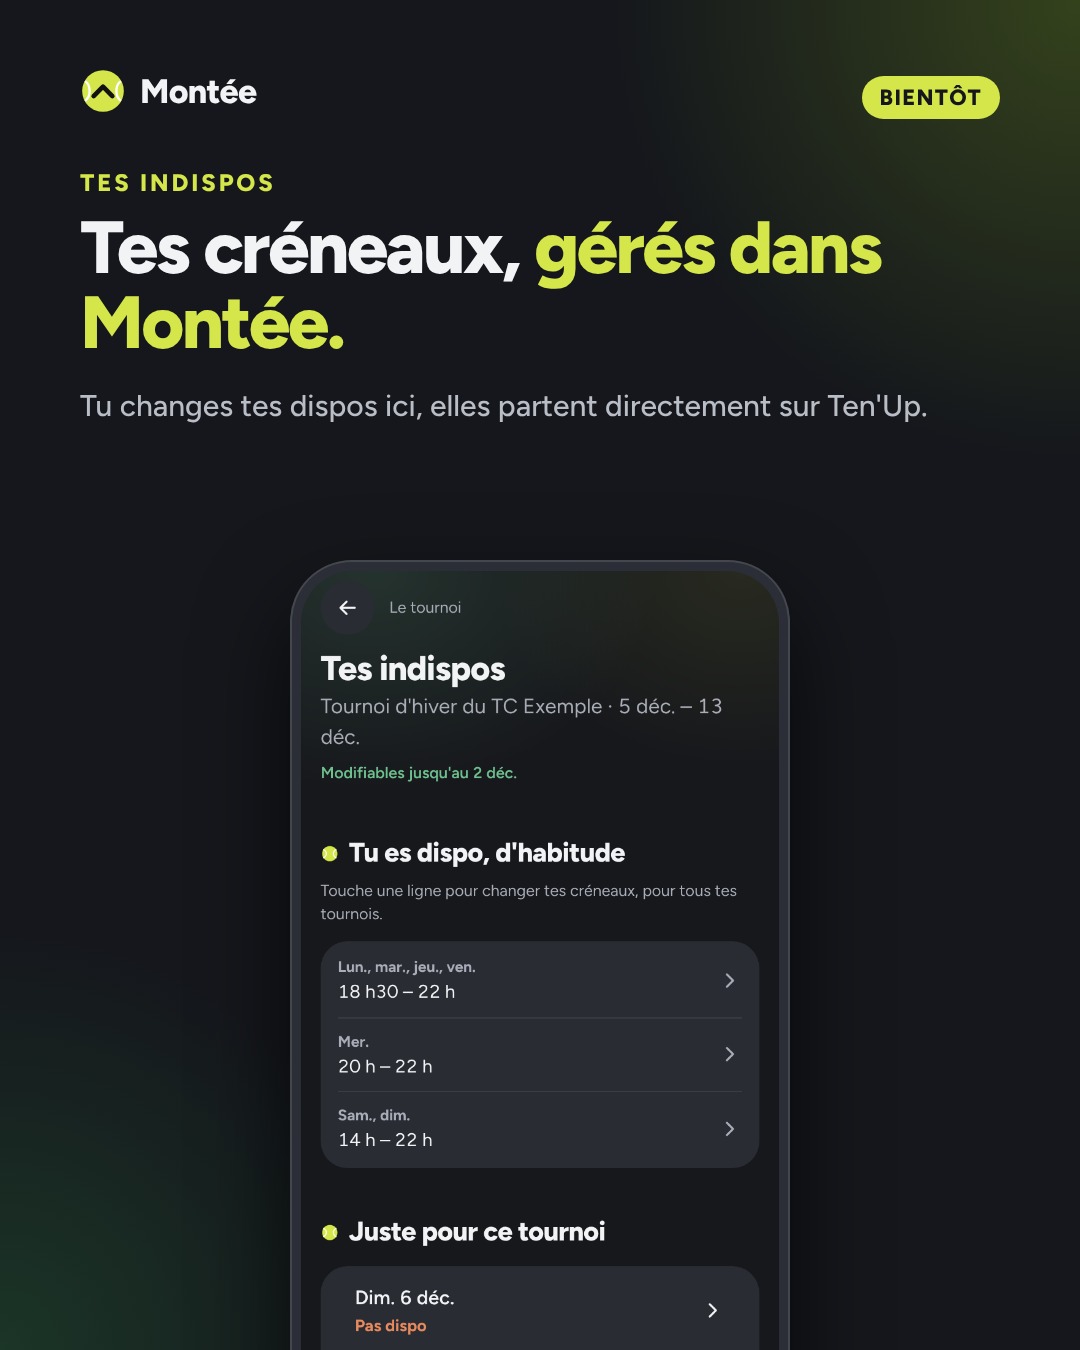 Montée
BIENTÔT
TES INDISPOS
Tes créneaux, gérés dans
Montée.
Tu changes tes dispos ici, elles partent directement sur Ten'Up.
Le tournoi
Tes indispos
Tournoi d'hiver du TC Exemple · 5 déc. – 13
déc.
Modifiables jusqu'au 2 déc.
Tu es dispo, d'habitude
Touche une ligne pour changer tes créneaux, pour tous tes
tournois.
Lun., mar., jeu., ven.
18 h30 – 22 h
Mer.
20 h – 22 h
Sam., dim.
14 h – 22 h
Juste pour ce tournoi
Dim. 6 déc.
Pas dispo